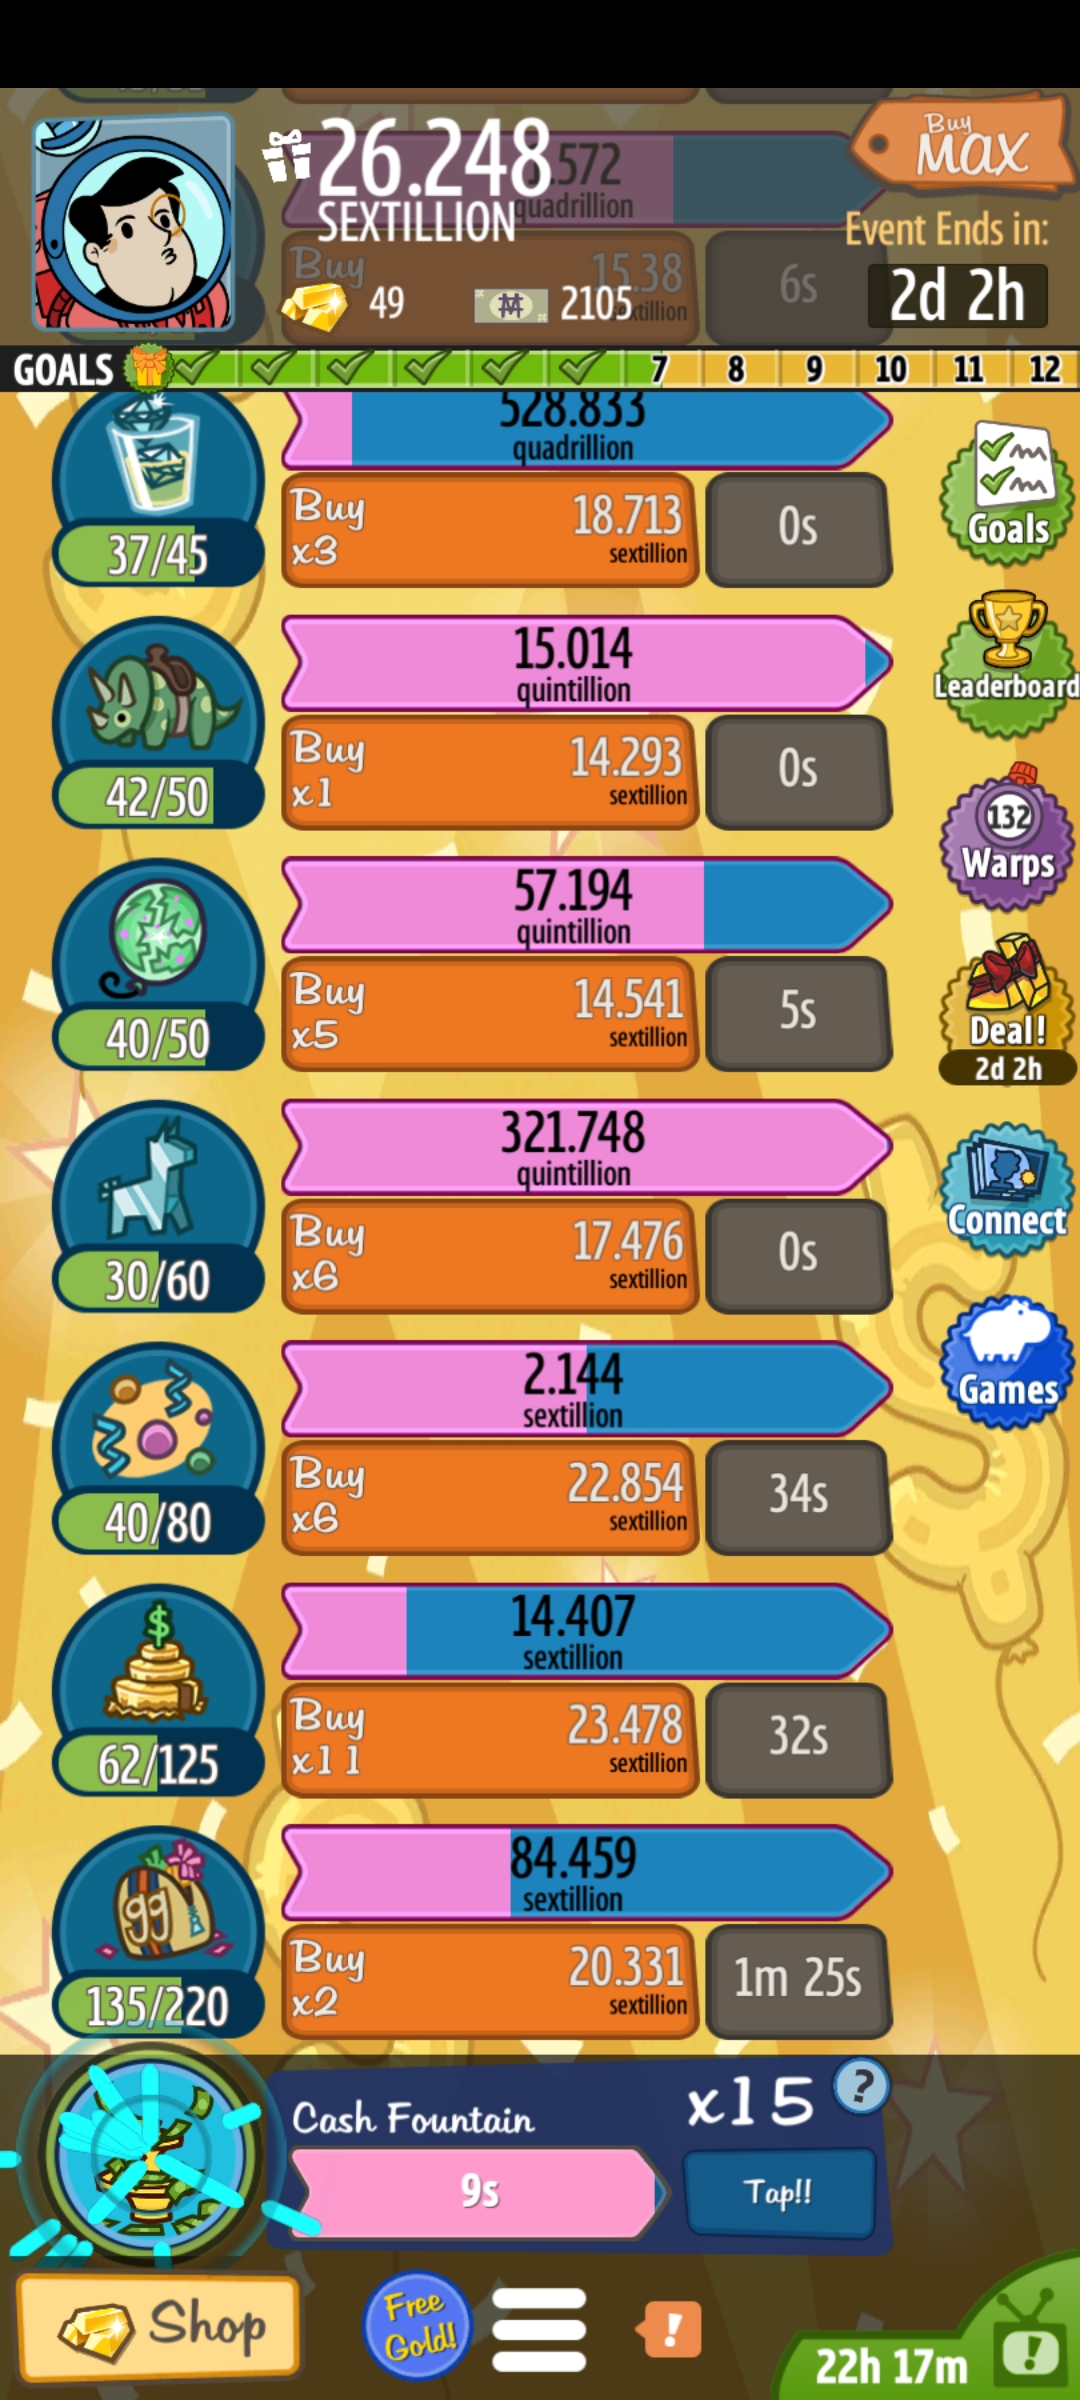 26.248
SEXTILLION
Buy
MAX
.572
quadrillion
Event Ends in:
Buy
15.38
6s
2d 2h
49
2105
GOALS
7
8
9
10
11
12
528.833
quadrillion
Buy
x3
18.713
sextillion
0s
37/45
Goals
15.014
quintillion
Leaderboard
Buy
x1
14.293
sextillion
0s
42/50
132
Warps
57.194
quintillion
Buy
x5
14.541
sextillion
5s
40/50
Deal!
2d 2h
321.748
quintillion
Connect
Buy
x6
17.476
sextillion
0s
30/60
Games
2.144
sextillion
Buy
x6
22.854
sextillion
34s
40/80
$
14.407
sextillion
Buy
x11
23.478
sextillion
32s
62/125
99
84.459
sextillion
Buy
x2
20.331
sextillion
1m 25s
135/220
Cash Fountain
x15
?
9s
Tap!!
Shop
Free
Gold!
!
22h 17m
!